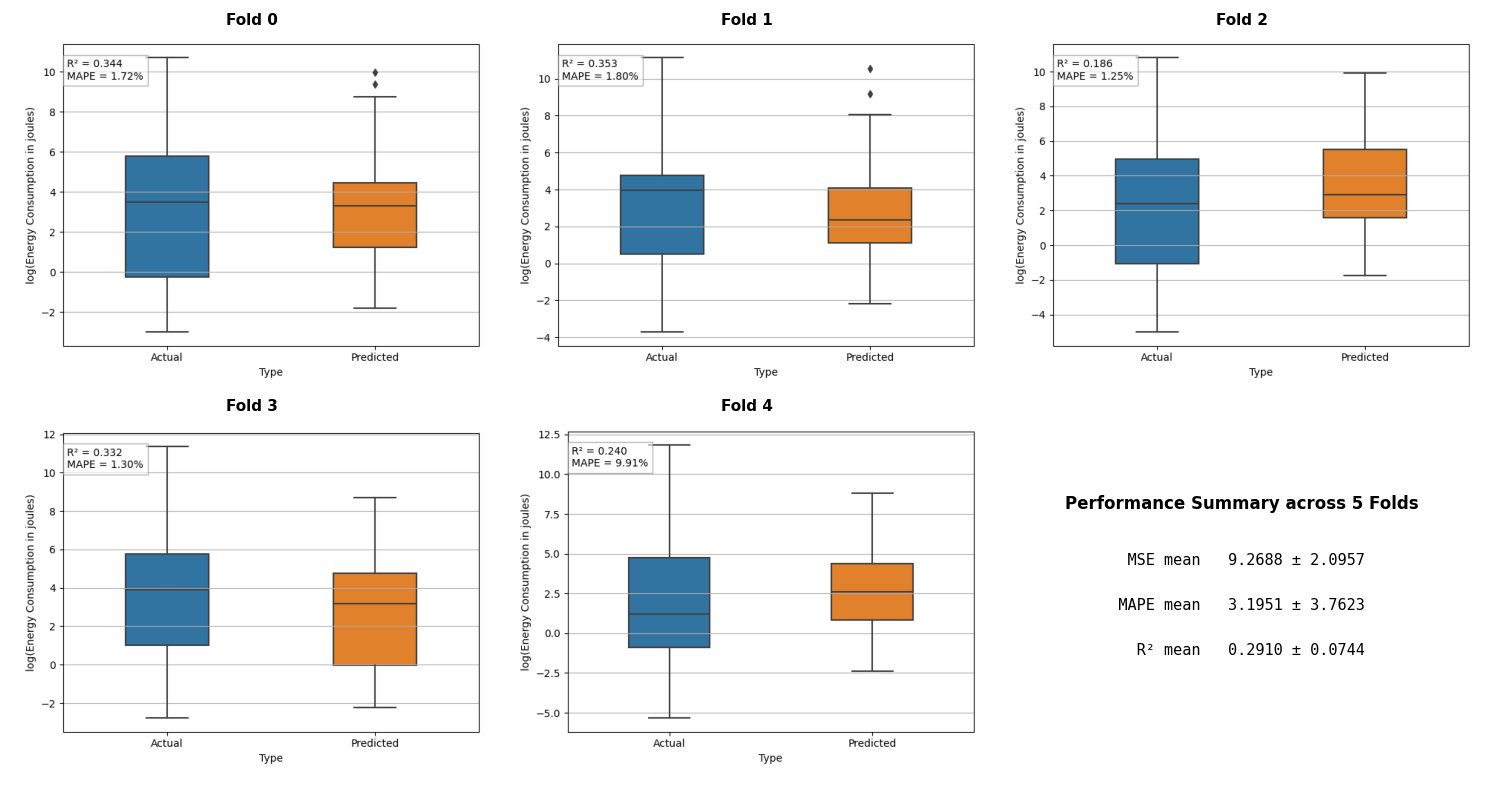 Fold 0
R² = 0.344
MAPE = 1.72%
log(Energy Consumption in joules)
10
8
6
4
2
0
−2
Actual
Predicted
Type
Fold 1
R² = 0.353
MAPE = 1.80%
log(Energy Consumption in joules)
10
8
6
4
2
0
−2
−4
Actual
Predicted
Type
Fold 2
R² = 0.186
MAPE = 1.25%
log(Energy Consumption in joules)
10
8
6
4
2
0
−2
−4
Actual
Predicted
Type
Fold 3
R² = 0.332
MAPE = 1.30%
log(Energy Consumption in joules)
12
10
8
6
4
2
0
−2
Actual
Predicted
Type
Fold 4
R² = 0.240
MAPE = 9.91%
log(Energy Consumption in joules)
12.5
10.0
7.5
5.0
2.5
0.0
−2.5
−5.0
Actual
Predicted
Type
Performance Summary across 5 Folds
MSE mean 9.2688 ± 2.0957
MAPE mean 3.1951 ± 3.7623
R² mean 0.2910 ± 0.0744